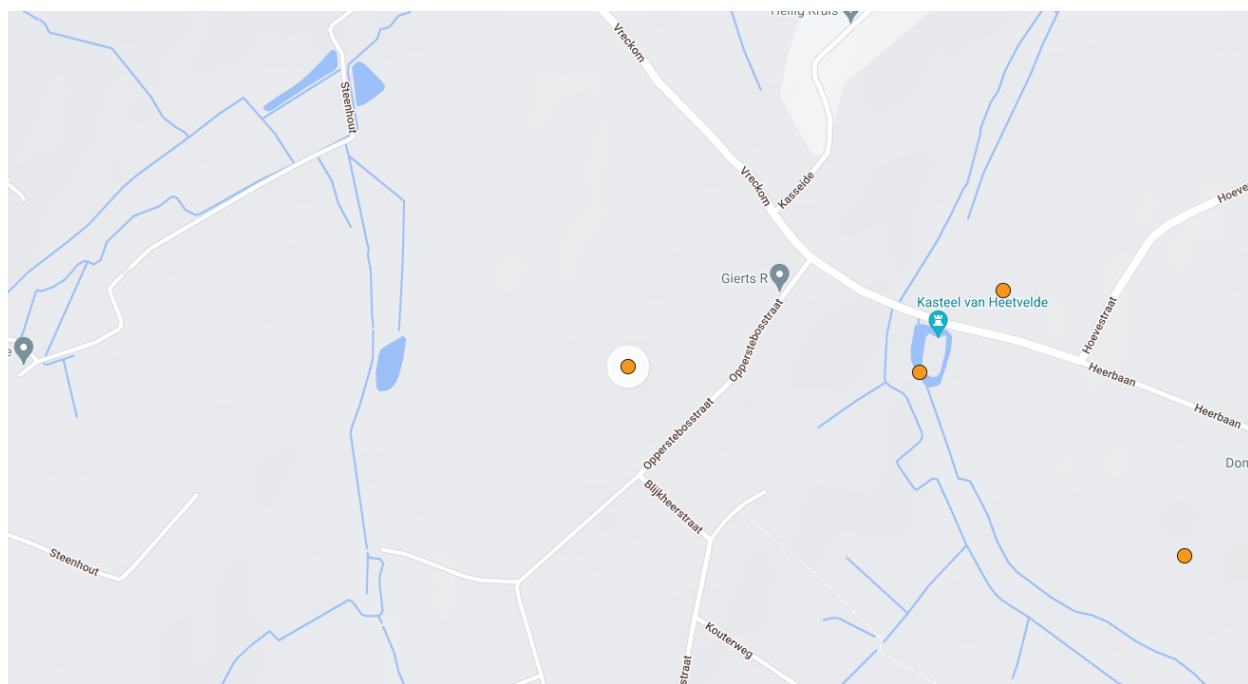 Heilig Kruis
Vreckom
Steenhout
Vreckom
Kasseide
Hoeve
Gierts R
Kasteel van Heetvelde
Opperstebosstraat
Hoevestraat
e
Heerbaan
Heerbaan
Opperstebosstraat
Don
Blijkheerstraat
Steenhout
Kouterweg
straat